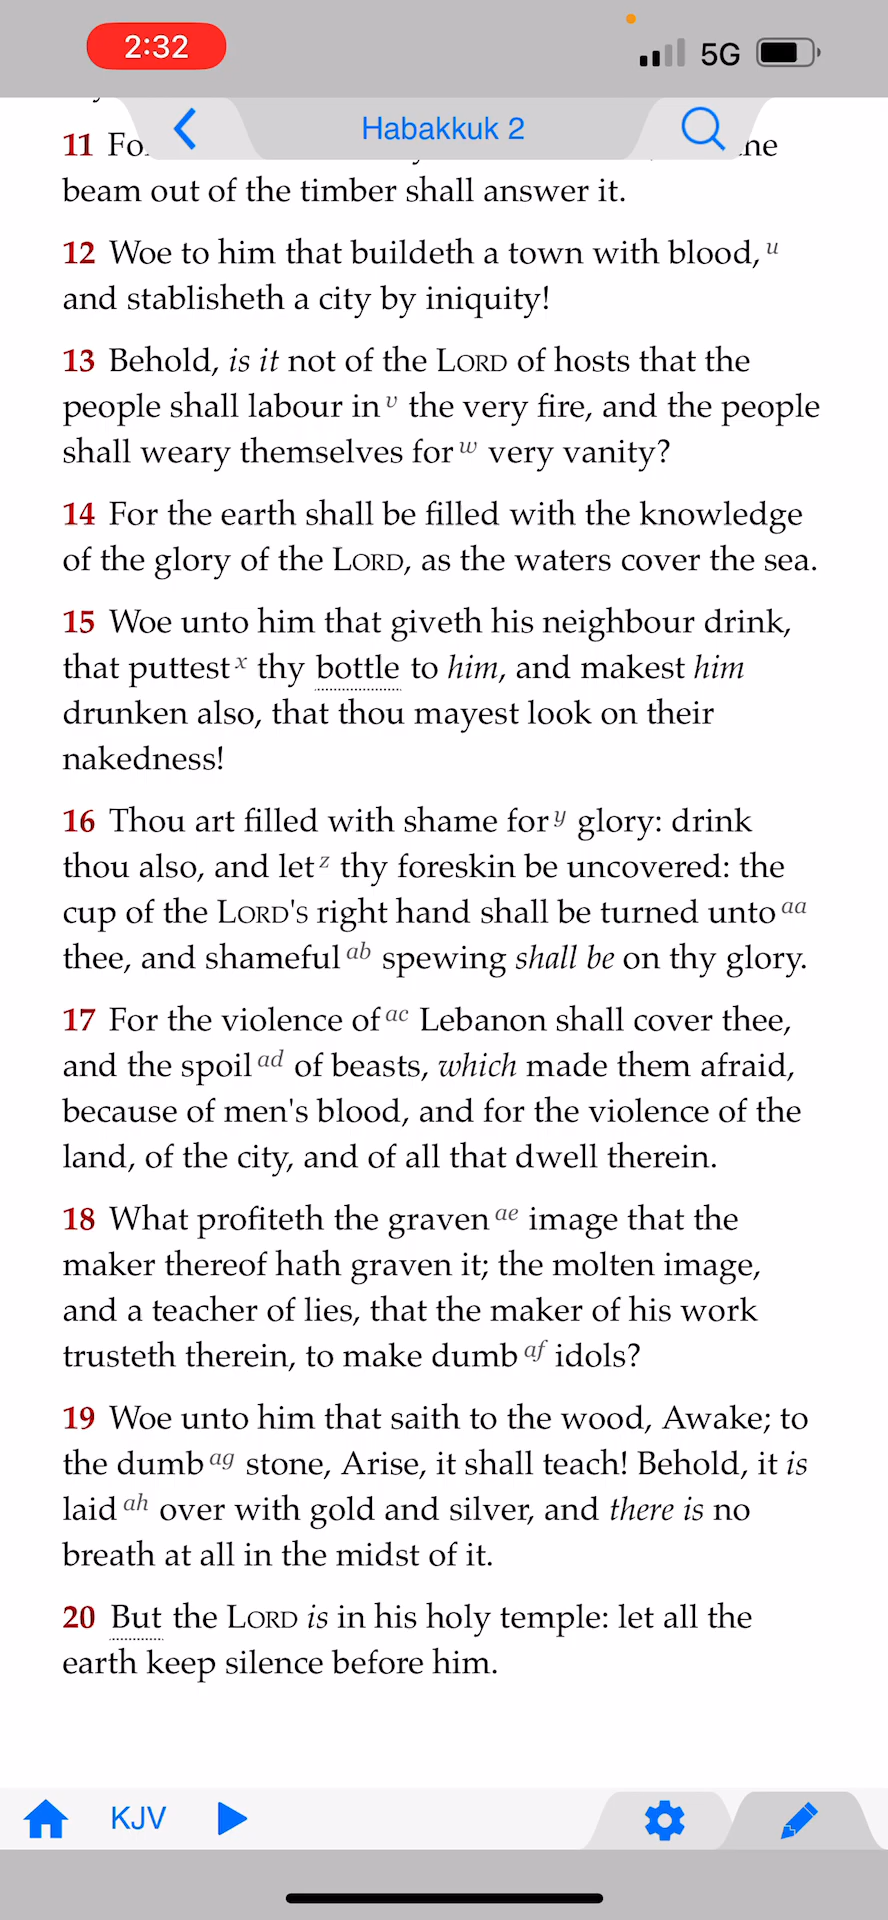 2:32
5G
Habakkuk 2
11
beam out of the timber shall answer it.
12 Woe to him that buildeth a town with blood, u
and stablisheth a city by iniquity!
13 Behold, is it not of the LORD of hosts that the
people shall labour in v the very fire, and the people
shall weary themselves for w very vanity?
14 For the earth shall be filled with the knowledge
of the glory of the LORD, as the waters cover the sea.
15 Woe unto him that giveth his neighbour drink,
that puttest x thy bottle to him, and makest him
drunken also, that thou mayest look on their
nakedness!
16 Thou art filled with shame for y glory: drink
thou also, and let z thy foreskin be uncovered: the
cup of the LORD's right hand shall be turned unto aa
thee, and shameful ab spewing shall be on thy glory.
17 For the violence of ac Lebanon shall cover thee,
and the spoil ad of beasts, which made them afraid,
because of men's blood, and for the violence of the
land, of the city, and of all that dwell therein.
18 What profiteth the graven ae image that the
maker thereof hath graven it; the molten image,
and a teacher of lies, that the maker of his work
trusteth therein, to make dumb af idols?
19 Woe unto him that saith to the wood, Awake; to
the dumb ag stone, Arise, it shall teach! Behold, it is
laid ah over with gold and silver, and there is no
breath at all in the midst of it.
20 But the LORD is in his holy temple: let all the
earth keep silence before him.
KJV